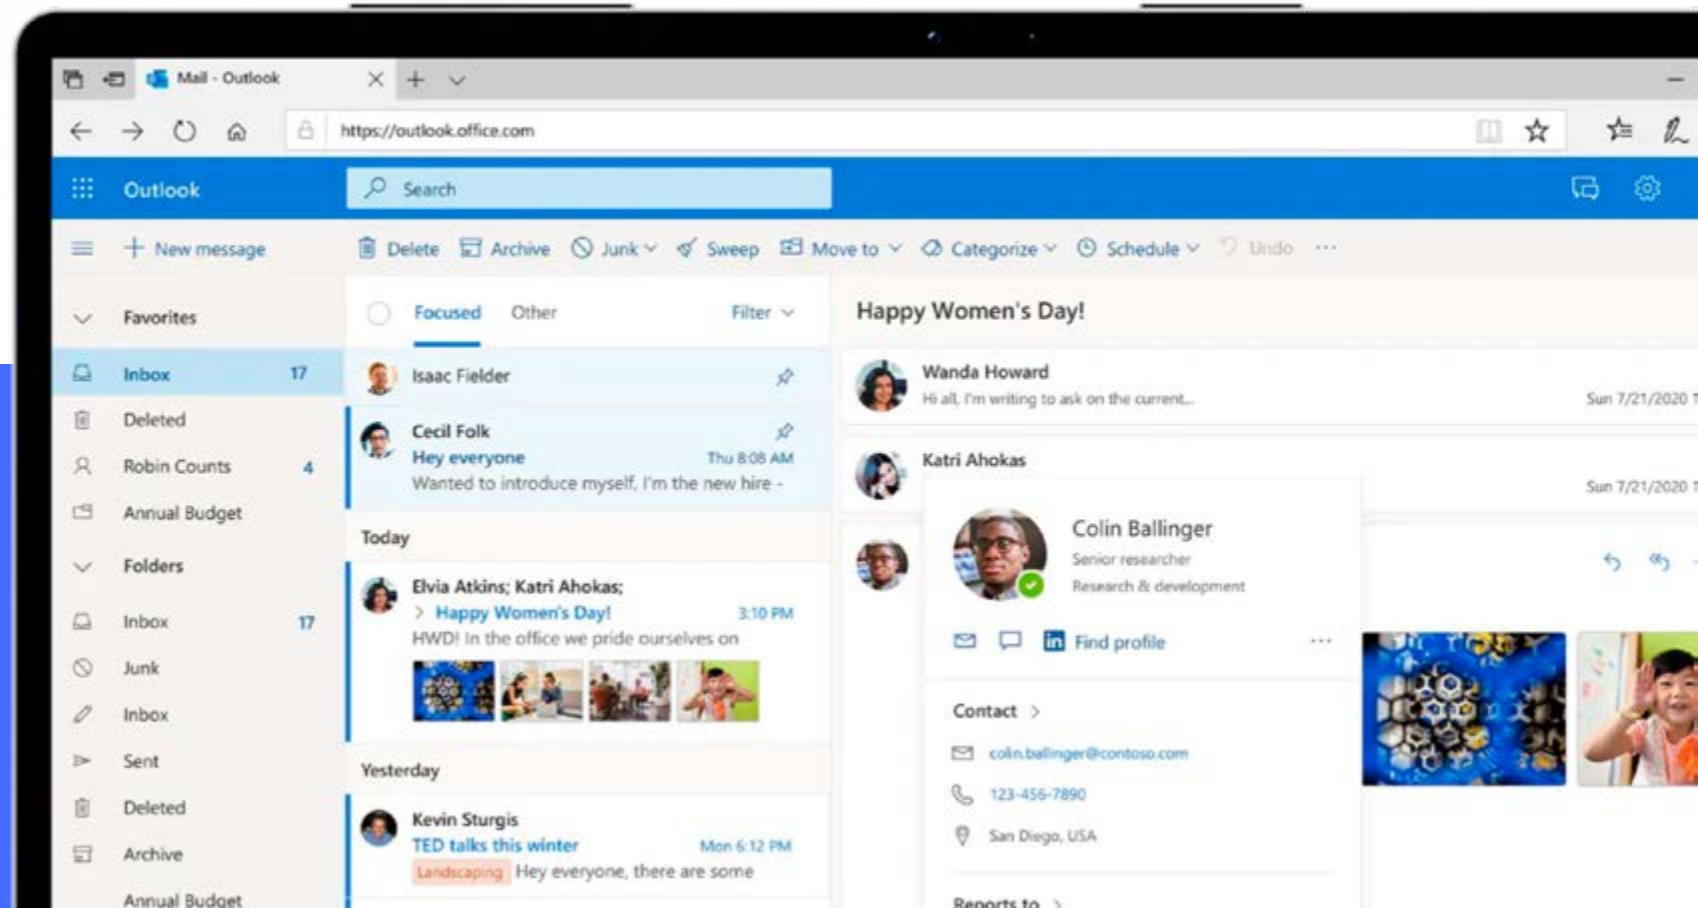 Mail - Outlook
https://outlook.office.com
Outlook
Search
New message
Delete
Archive
Junk
Sweep
Move to
Categorize
Schedule
Undo
Favorites
Inbox 17
Deleted
Robin Counts 4
Annual Budget
Folders
Inbox 17
Junk
Inbox
Sent
Deleted
Archive
Annual Budget
Focused
Other
Filter
Isaac Fielder
Cecil Folk
Hey everyone Thu 8:08 AM
Wanted to introduce myself, I'm the new hire -
Today
Elvia Atkins; Katri Ahokas;
> Happy Women's Day! 3:10 PM
HWD! In the office we pride ourselves on
Yesterday
Kevin Sturgis
TED talks this winter Mon 6:12 PM
Landscaping Hey everyone, there are some
Happy Women's Day!
Wanda Howard
Hi all, I'm writing to ask on the current...
Sun 7/21/2020 1
Katri Ahokas
Sun 7/21/2020 1
Colin Ballinger
Senior researcher
Research & development
in Find profile
Contact >
colin.ballinger@contoso.com
123-456-7890
San Diego, USA
Reports to >